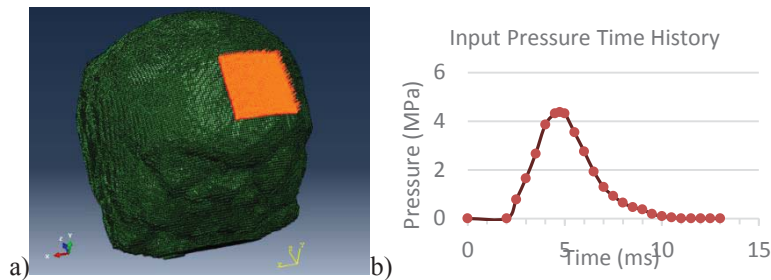 a)
b)
Input Pressure Time History
Pressure (MPa)
6
4
2
0
0 5 10 15
Time (ms)